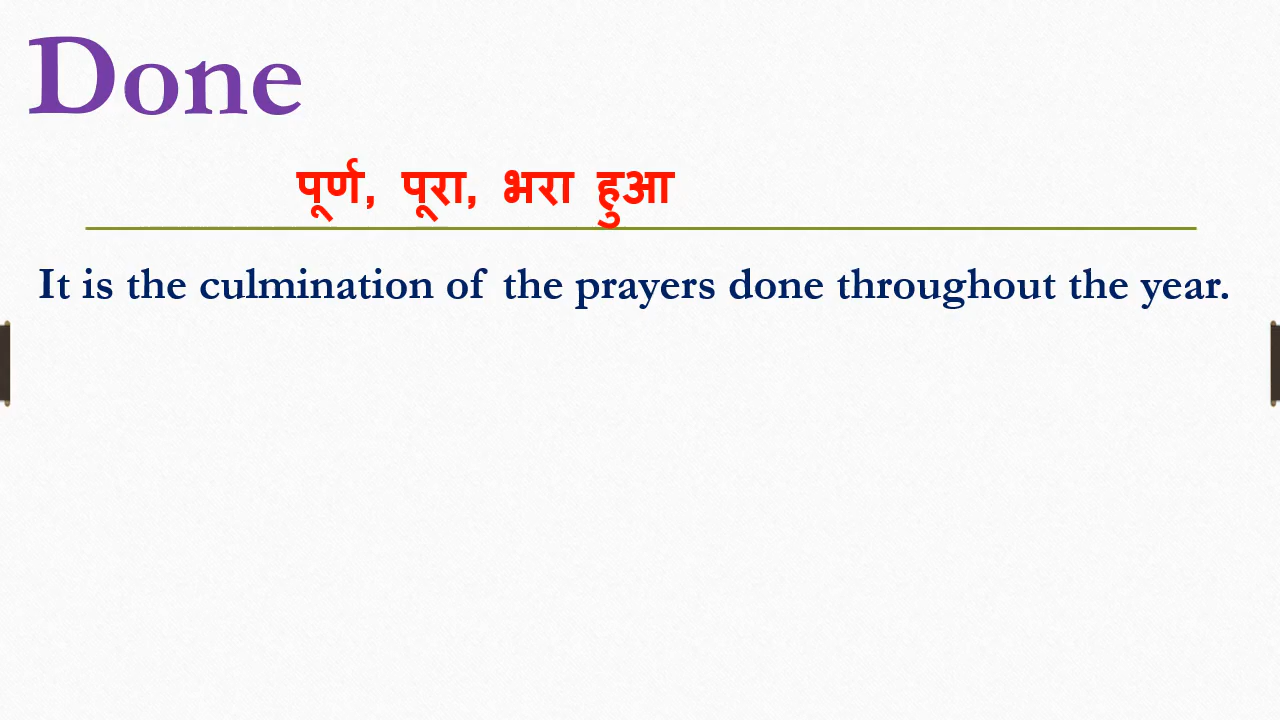 Done
पूर्ण, पूरा, भरा हुआ
It is the culmination of the prayers done throughout the year.